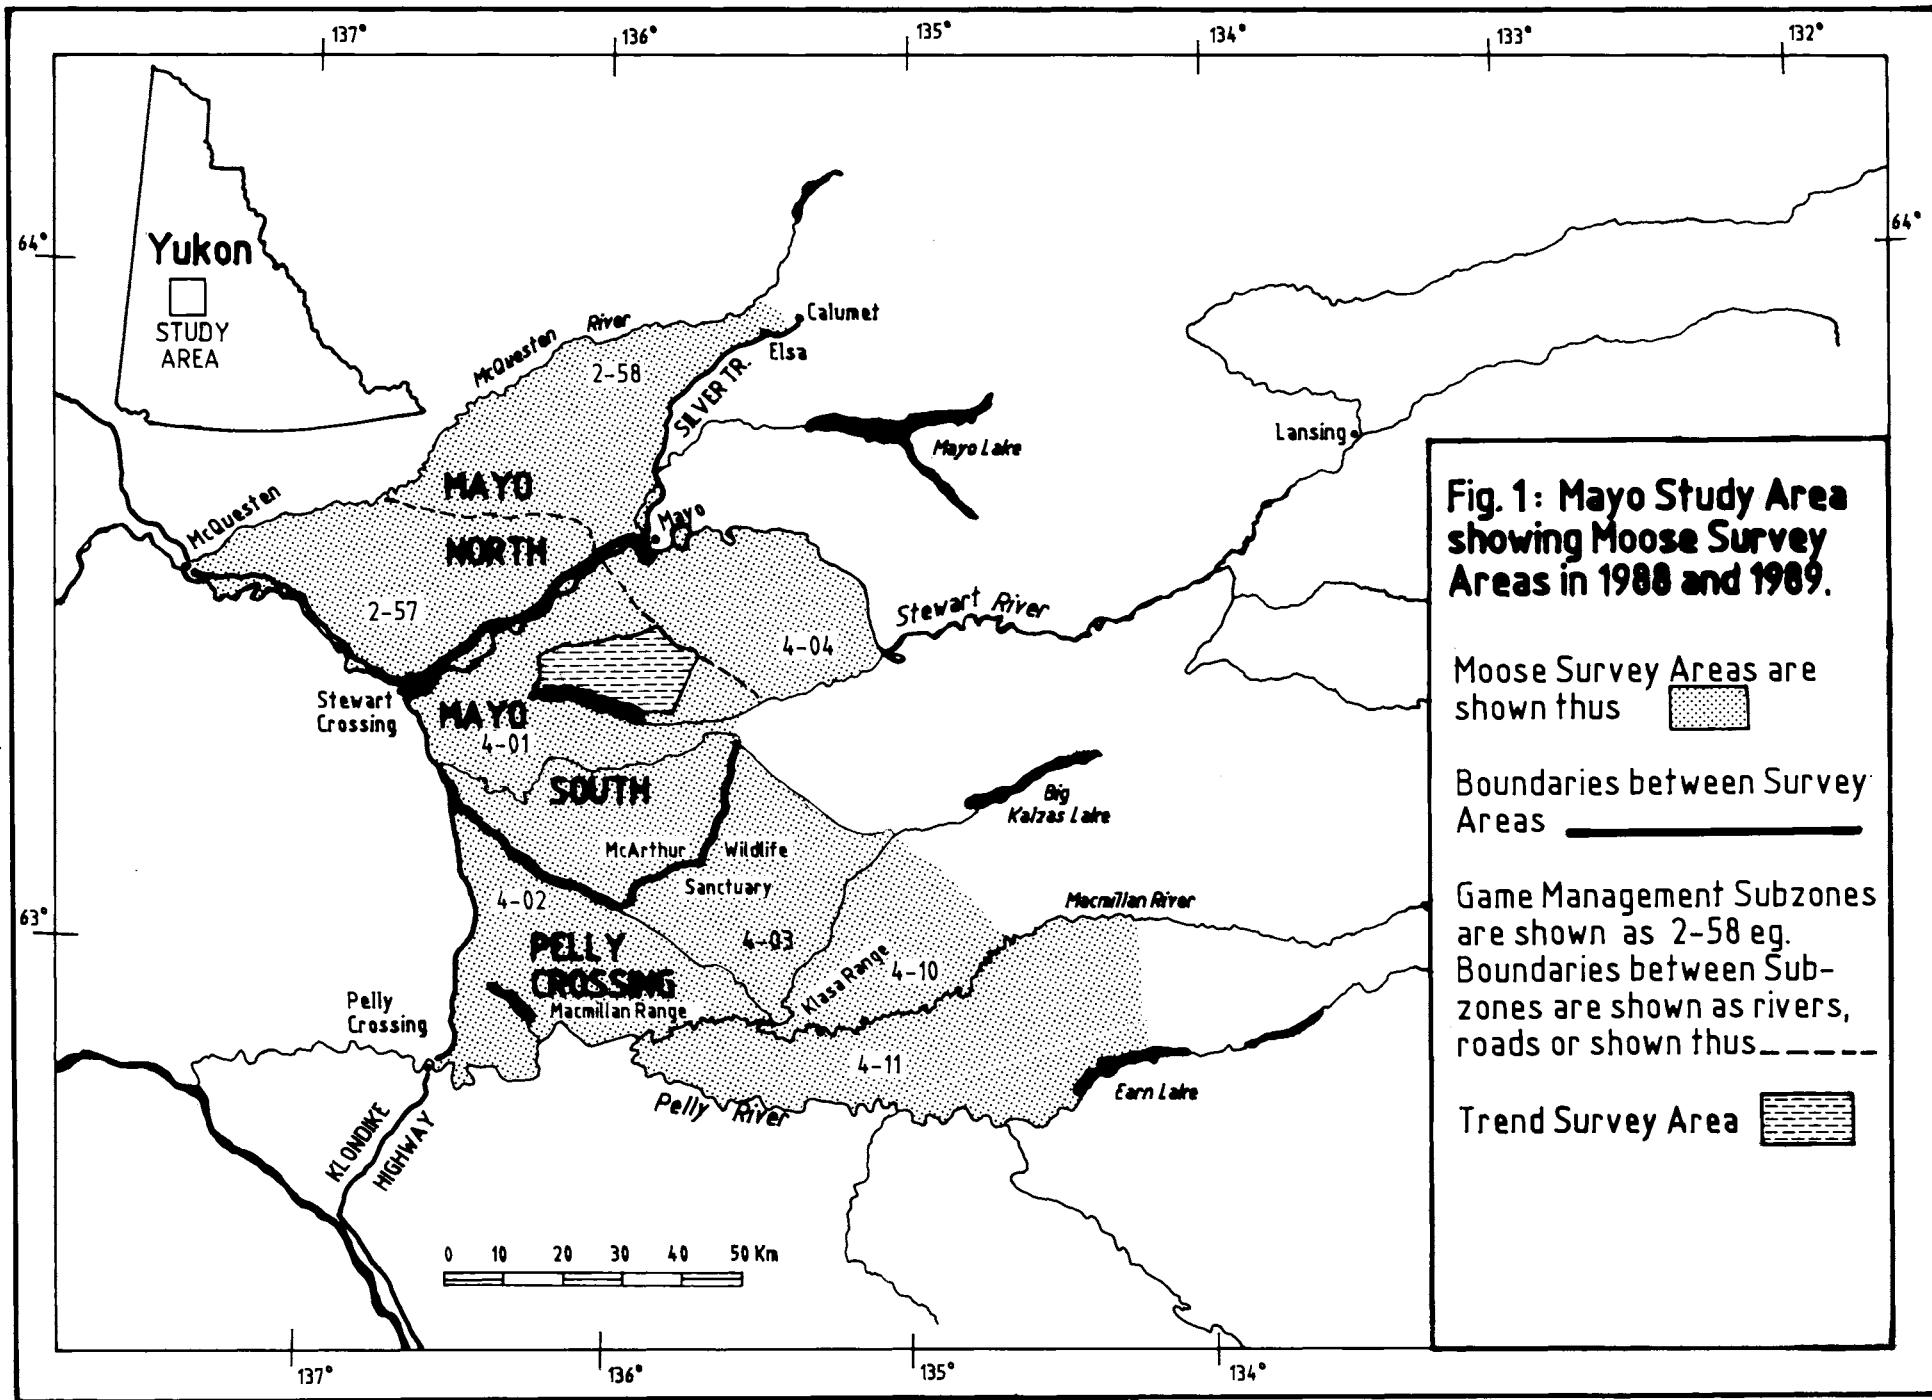 137°
136°
135°
134°
133°
132°
64°
64°
Yukon
STUDY
AREA
McQuesten River
2-58
Calumet
Elsa
SILVER TR.
Mayo Lake
Lansing
MAYO
NORTH
McQuesten
Mayo
2-57
Stewart River
4-04
Stewart
Crossing
MAYO
4-01
SOUTH
Big
Kalzas Lake
McArthur Wildlife
Sanctuary
4-02
Macmillan River
63°
4-03
PELLY
CROSSING
Klasa Range
4-10
Macmillan Range
Pelly
Crossing
4-11
Earn Lake
Pelly River
KLONDIKE
HIGHWAY
0 10 20 30 40 50 Km
137°
136°
135°
134°
Fig. 1: Mayo Study Area
showing Moose Survey
Areas in 1988 and 1989.
Moose Survey Areas are
shown thus
Boundaries between Survey
Areas
Game Management Subzones
are shown as 2-58 eg.
Boundaries between Sub-
zones are shown as rivers,
roads or shown thus
Trend Survey Area